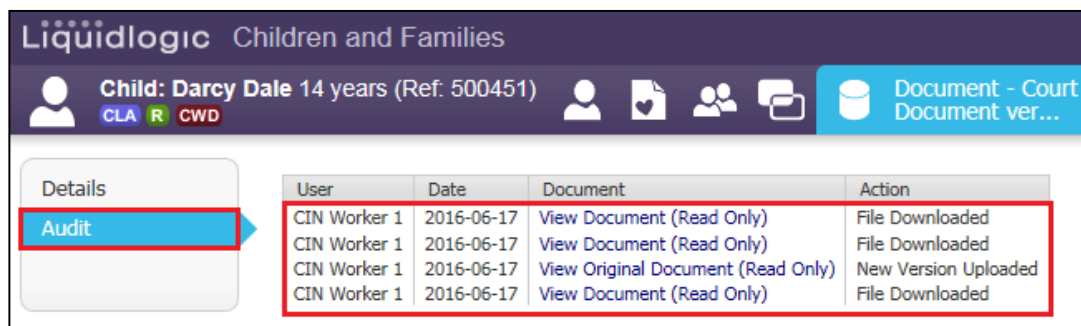 Liquidlogic Children and Families
Child: Darcy Dale 14 years (Ref: 500451)
CLA R CWD
Document - Court
Document ver...
Details
Audit
User Date Document Action
CIN Worker 1 2016-06-17 View Document (Read Only) File Downloaded
CIN Worker 1 2016-06-17 View Document (Read Only) File Downloaded
CIN Worker 1 2016-06-17 View Original Document (Read Only) New Version Uploaded
CIN Worker 1 2016-06-17 View Document (Read Only) File Downloaded